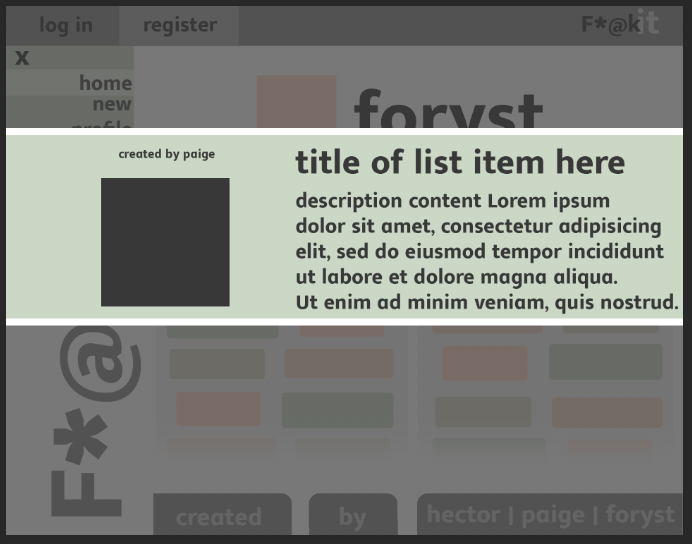 log in
register
F*@kit
X
home
new
profile
foryst
created by paige
title of list item here
description content Lorem ipsum
dolor sit amet, consectetur adipisicing
elit, sed do eiusmod tempor incididunt
ut labore et dolore magna aliqua.
Ut enim ad minim veniam, quis nostrud.
F*@
created
by
hector | paige | foryst